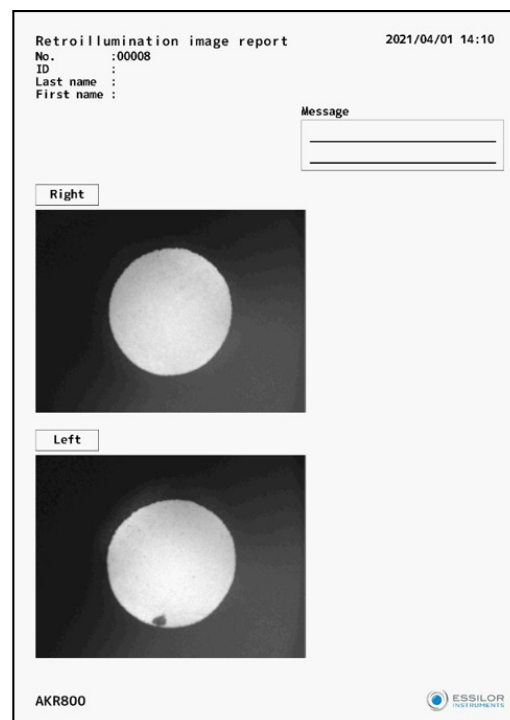 Retroillumination image report 2021/04/01 14:10
No. :00008
ID :
Last name :
First name :
Message
Right
Left
AKR800
ESSILOR
INSTRUMENTS